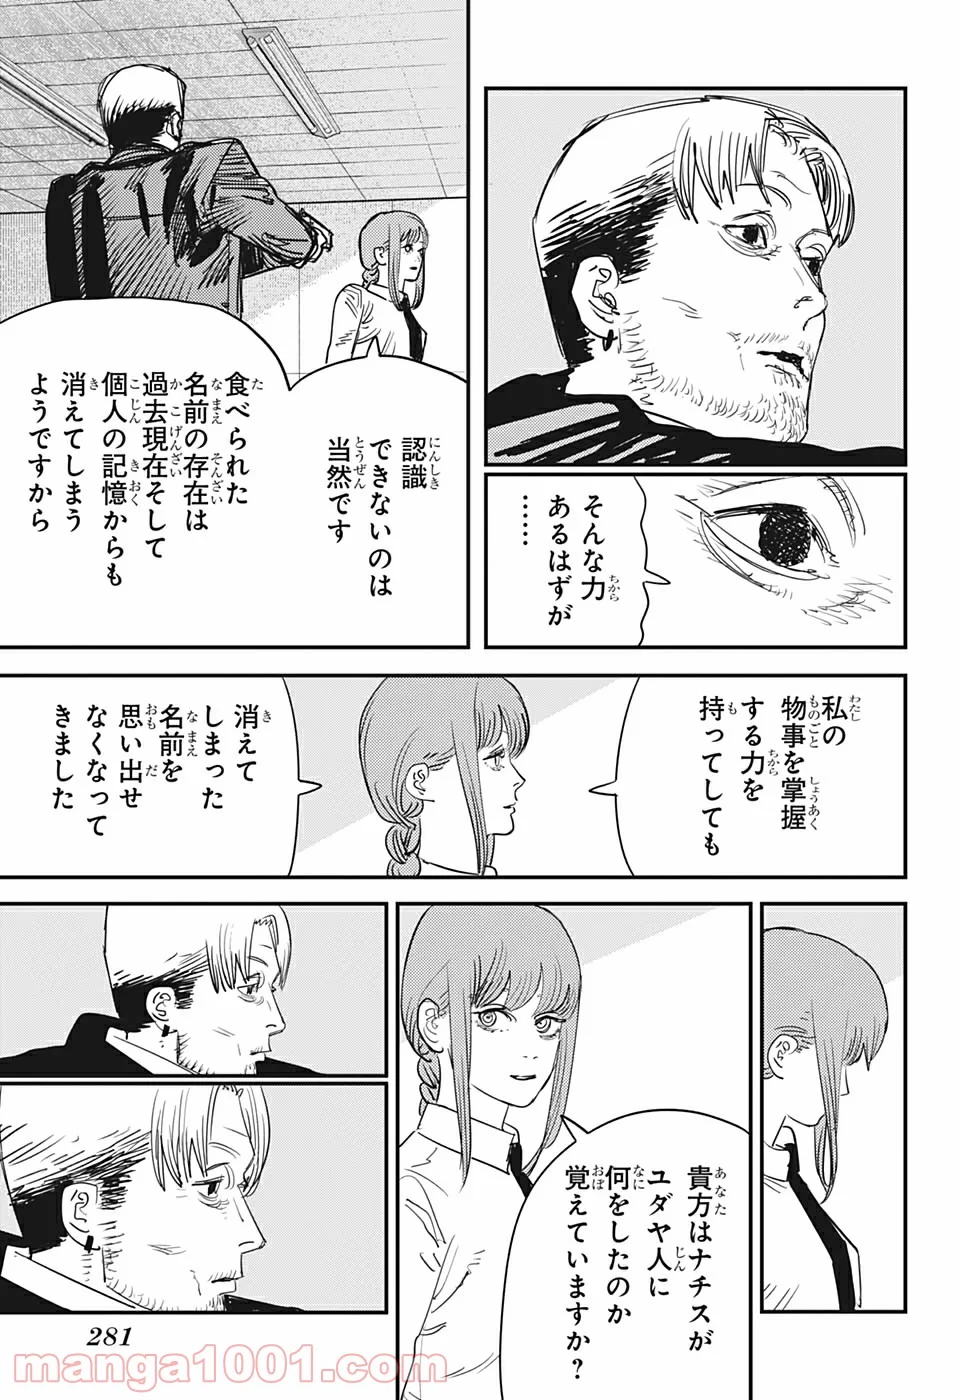 そんな力
あるはずが
……
認識
できないのは
当然です
食べられた
名前の存在は
過去現在そして
個人の記憶からも
消えてしまう
ようですから
私の
物事を掌握
する力を
持ってしても
消えて
しまった
名前を
思い出せ
なくなって
きました
貴方はナチスが
ユダヤ人に
何をしたのか
覚えていますか?
281
manga1001.com